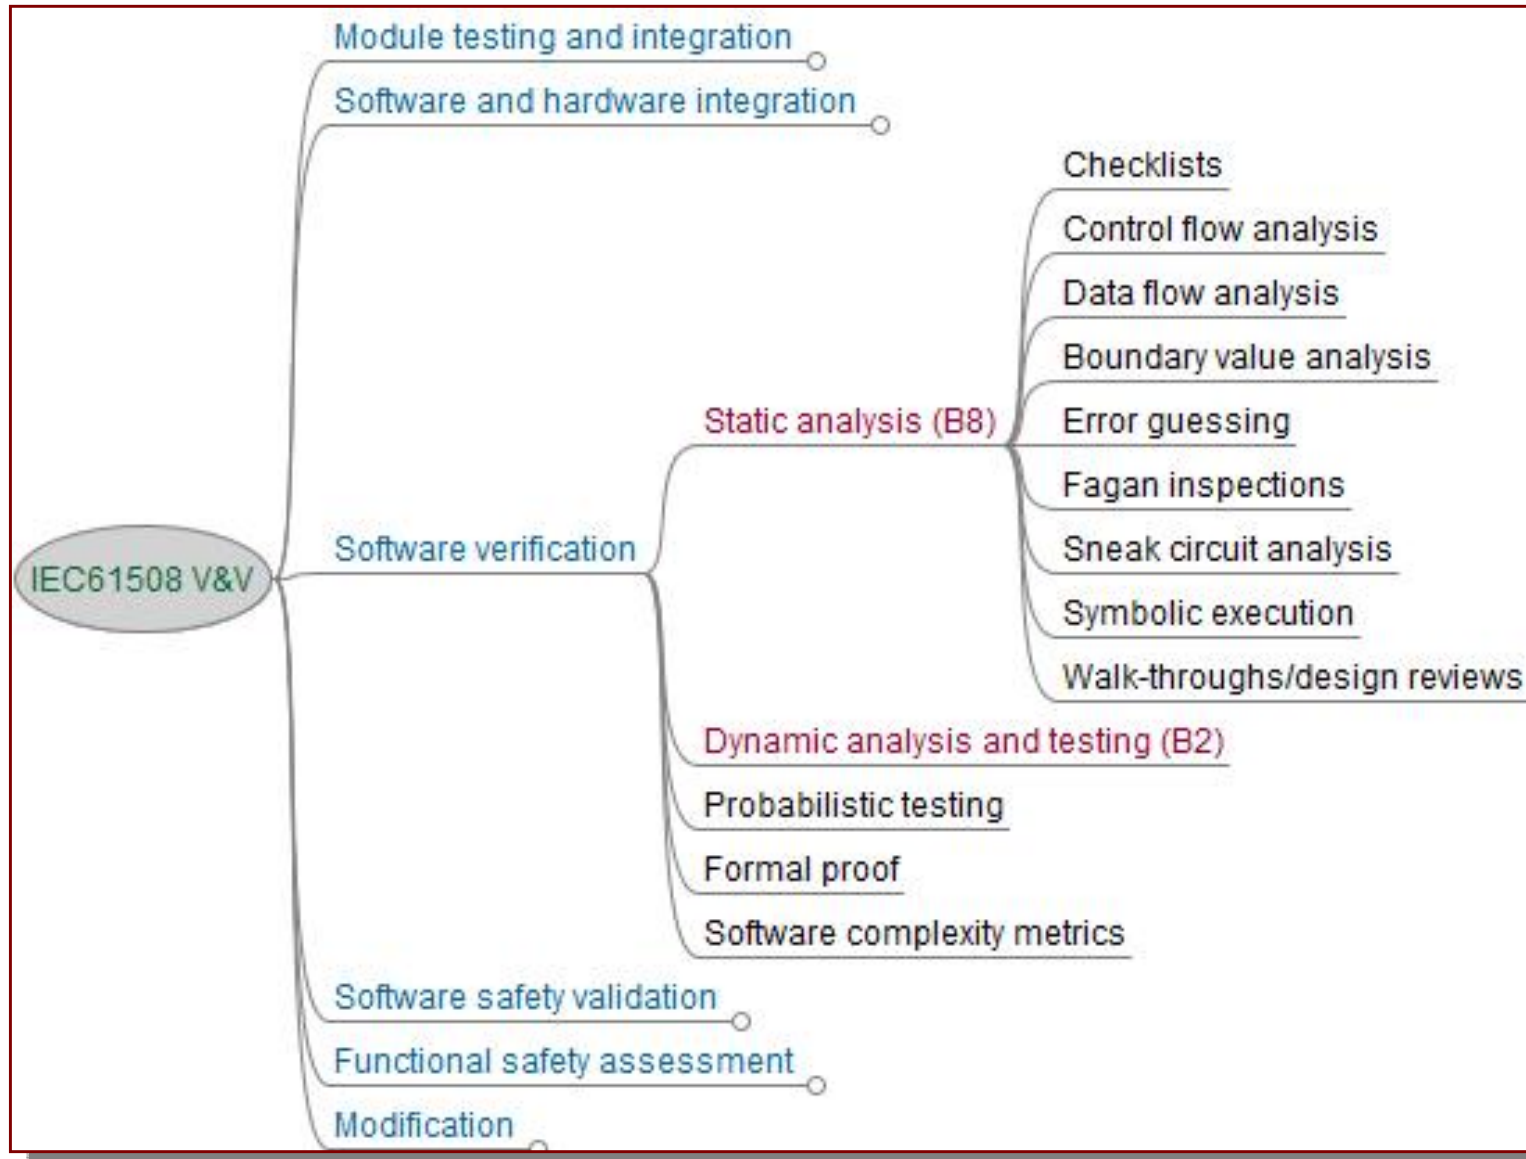 Module testing and integration
Software and hardware integration
Checklists
Control flow analysis
Data flow analysis
Boundary value analysis
Static analysis (B8)
Error guessing
Fagan inspections
Software verification
Sneak circuit analysis
IEC61508 V&V
Symbolic execution
Walk-throughs/design reviews
Dynamic analysis and testing (B2)
Probabilistic testing
Formal proof
Software complexity metrics
Software safety validation
Functional safety assessment
Modification